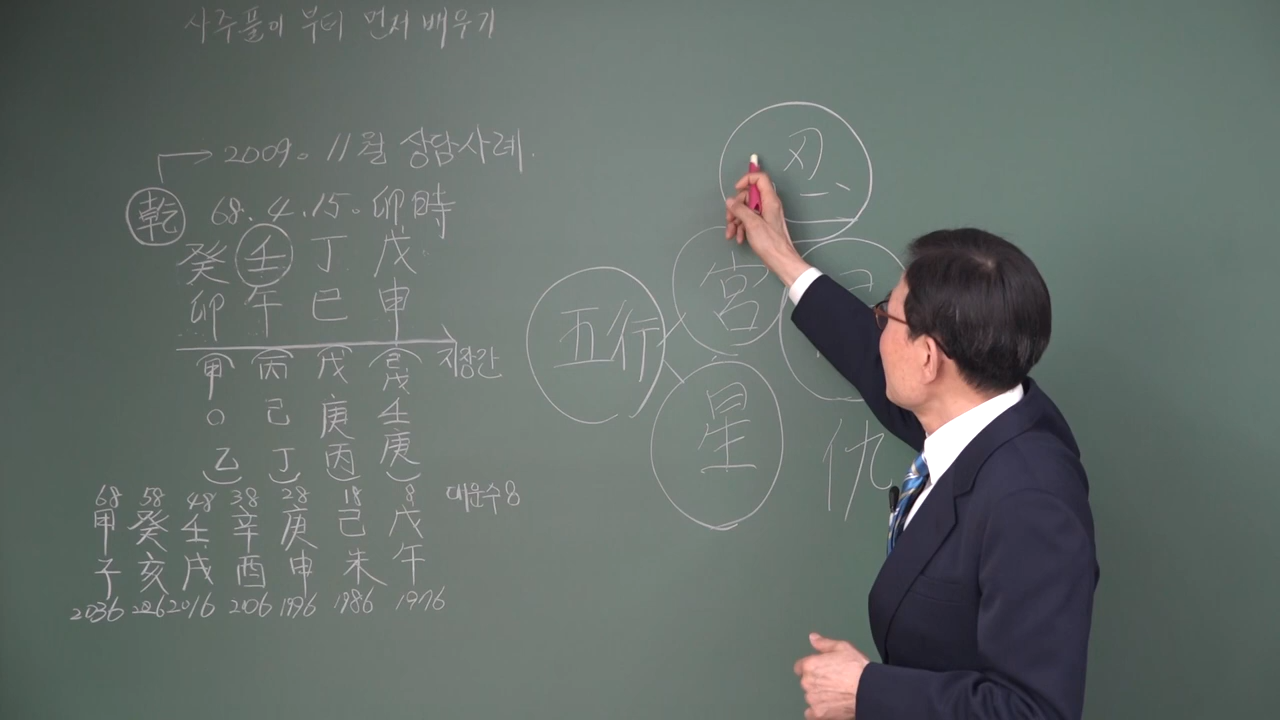 사주풀이 부터 먼저 배우기
2009. 11월 상담사례.
乾 68. 4. 15. 卯時
癸 壬 丁 戊
卯 午 巳 申
지장간
甲 丙 戊 己戊
0 己 庚 壬
乙 丁 丙 庚
68 58 48 38 28 18 8 대운수8
甲 癸 壬 辛 庚 己 戊
子 亥 戌 酉 申 未 午
2036 2026 2016 2006 1996 1986 1976
宮
五行
星
仇